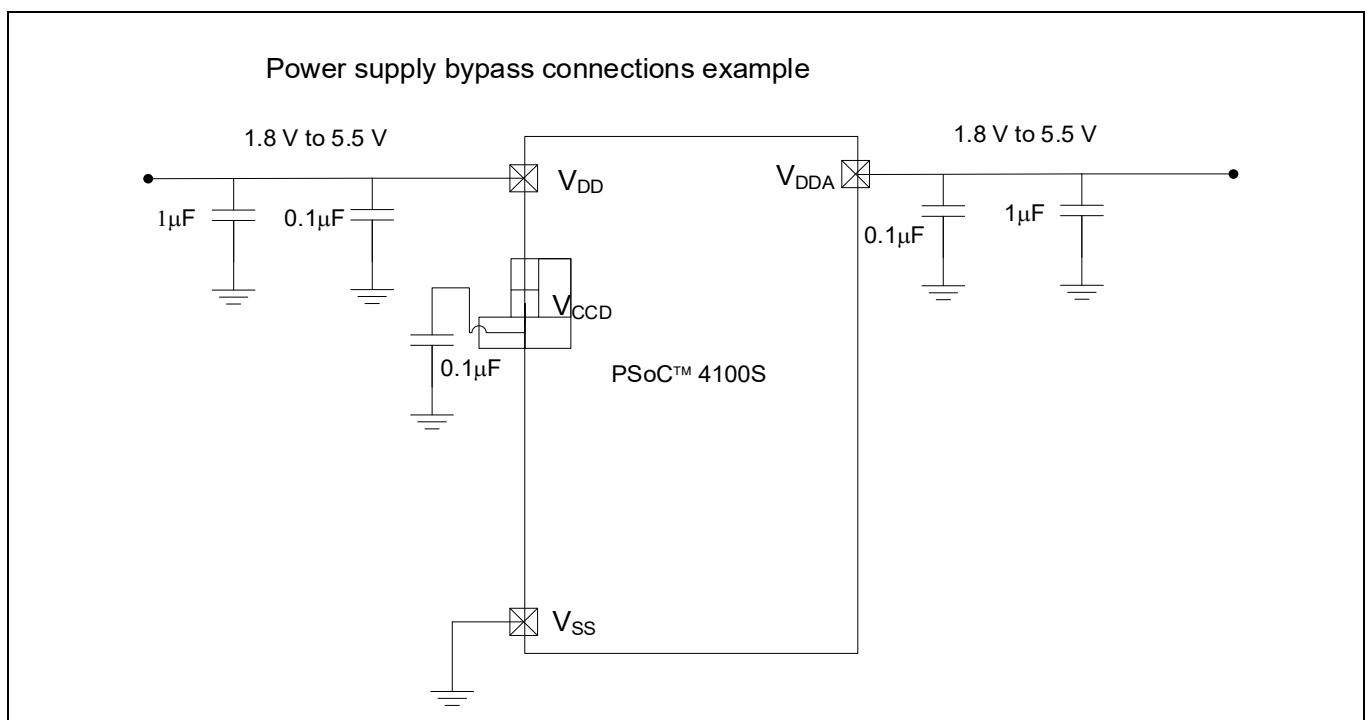 Power supply bypass connections example
1.8 V to 5.5 V
1.8 V to 5.5 V
VDD
VDDA
1μF
0.1μF
0.1μF
1μF
VCCD
0.1μF
PSoC™ 4100S
VSS